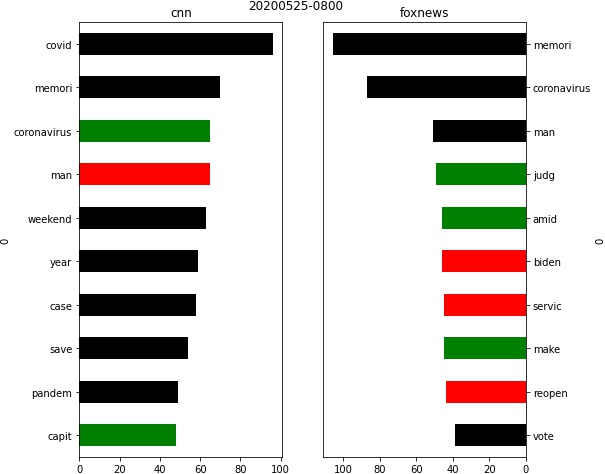 20200525-0800
cnn
foxnews
covid
memori
coronavirus
man
weekend
year
case
save
pandem
capit
0 20 40 60 80 100
0
memori
coronavirus
man
judg
amid
biden
servic
make
reopen
vote
100 80 60 40 20 0
0